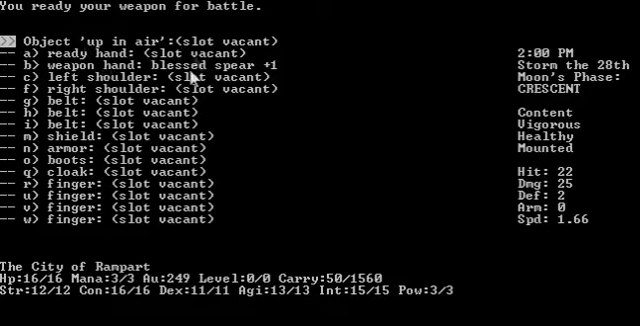 You ready your weapon for battle.
>> Object 'up in air':(slot vacant)
-- a) ready hand: (slot vacant) 2:00 PM
-- b) weapon hand: blessed spear +1 Storm the 28th
-- c) left shoulder: (slot vacant) Moon's Phase:
-- f) right shoulder: (slot vacant) CRESCENT
-- g) belt: (slot vacant)
-- h) belt: (slot vacant) Content
-- i) belt: (slot vacant) Vigorous
-- m) shield: (slot vacant) Healthy
-- n) armor: (slot vacant) Mounted
-- o) boots: (slot vacant)
-- q) cloak: (slot vacant) Hit: 22
-- r) finger: (slot vacant) Dmg: 25
-- u) finger: (slot vacant) Def: 2
-- v) finger: (slot vacant) Arm: 0
-- w) finger: (slot vacant) Spd: 1.66
The City of Rampart
Hp:16/16 Mana:3/3 Au:249 Level:0/0 Carry:50/1560
Str:12/12 Con:16/16 Dex:11/11 Agi:13/13 Int:15/15 Pow:3/3